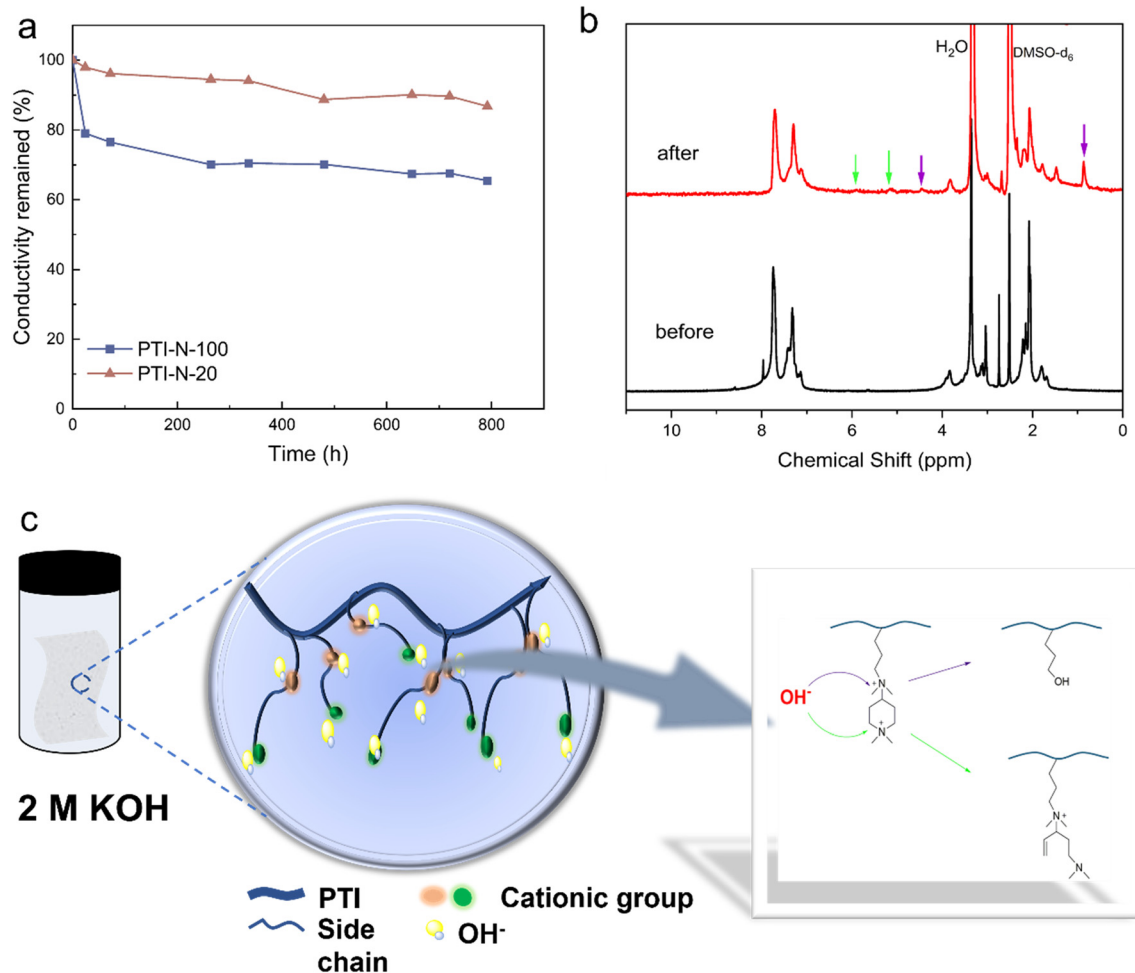 a
Conductivity remained (%)
100
80
60
40
20
0
PTI-N-100
PTI-N-20
0 200 400 600 800
Time (h)
b
H₂O
DMSO-d₆
after
before
10 8 6 4 2 0
Chemical Shift (ppm)
c
2 M KOH
PTI
Side
chain
Cationic group
OH⁻
OH⁻
N⁺
N⁺
OH
N⁺
N